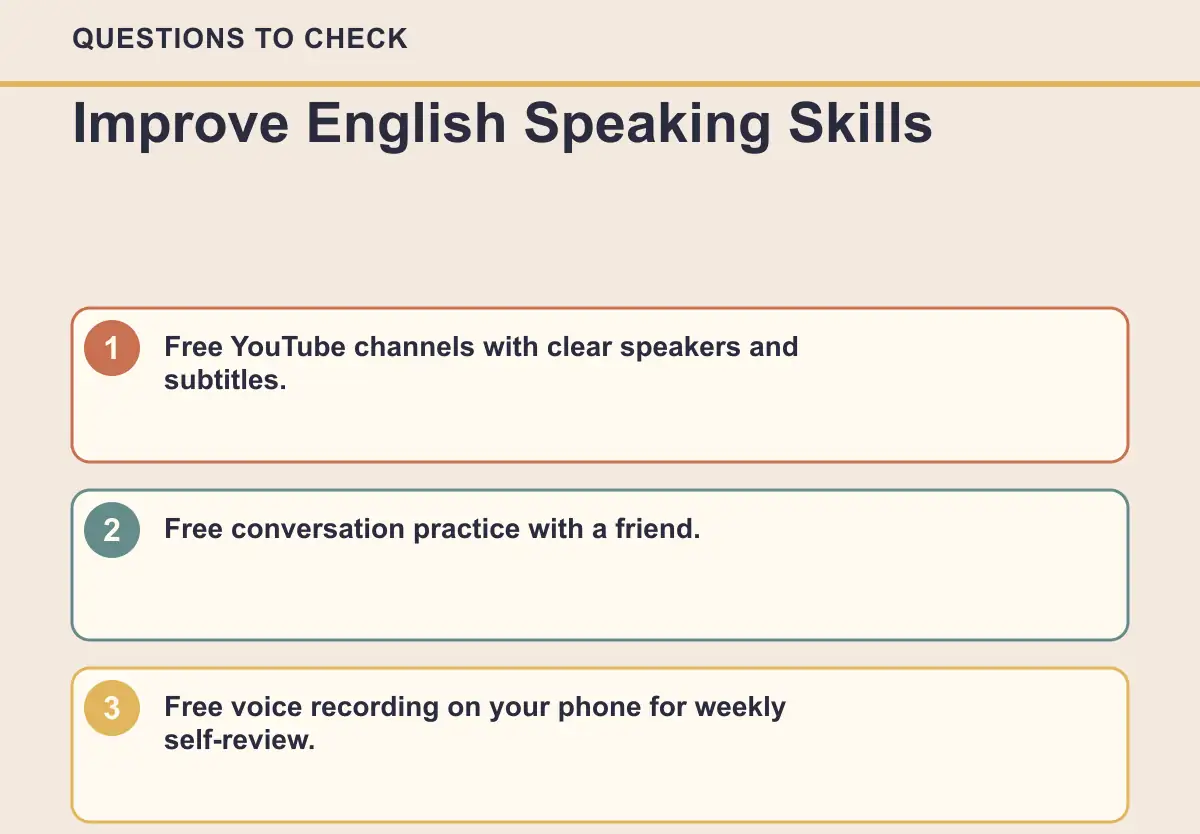 QUESTIONS TO CHECK
Improve English Speaking Skills
1
Free YouTube channels with clear speakers and
subtitles.
2
Free conversation practice with a friend.
3
Free voice recording on your phone for weekly
self-review.